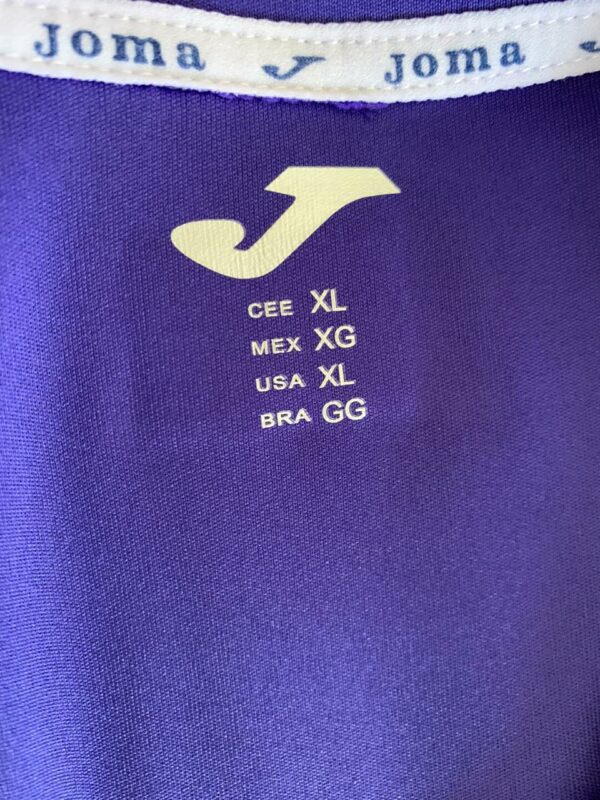 Joma Joma
CEE XL
MEX XG
USA XL
BRA GG